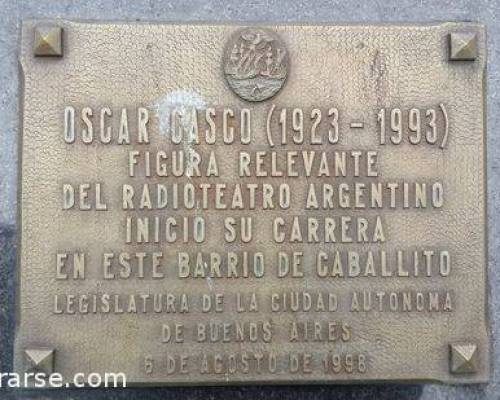 OSCAR CASCO (1923 - 1993)
FIGURA RELEVANTE
DEL RADIOTEATRO ARGENTINO
INICIO SU CARRERA
EN ESTE BARRIO DE CABALLITO
LEGISLATURA DE LA CIUDAD AUTONOMA
DE BUENOS AIRES
6 DE AGOSTO DE 1998
rarse.com